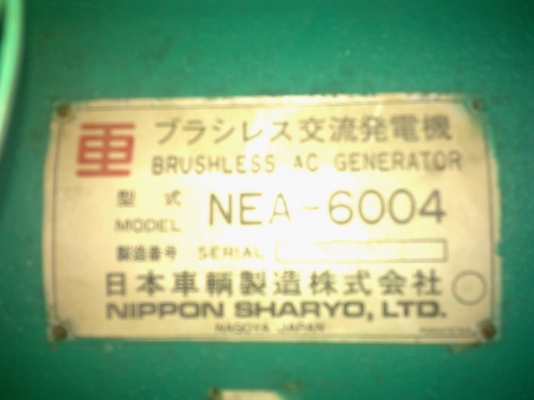 ブラシレス交流発電機
BRUSHLESS AC GENERATOR
型式 NEA-6004
MODEL
製造番号 SERIAL
日本車輌製造株式会社
NIPPON SHARYO, LTD.
NAGOYA JAPAN